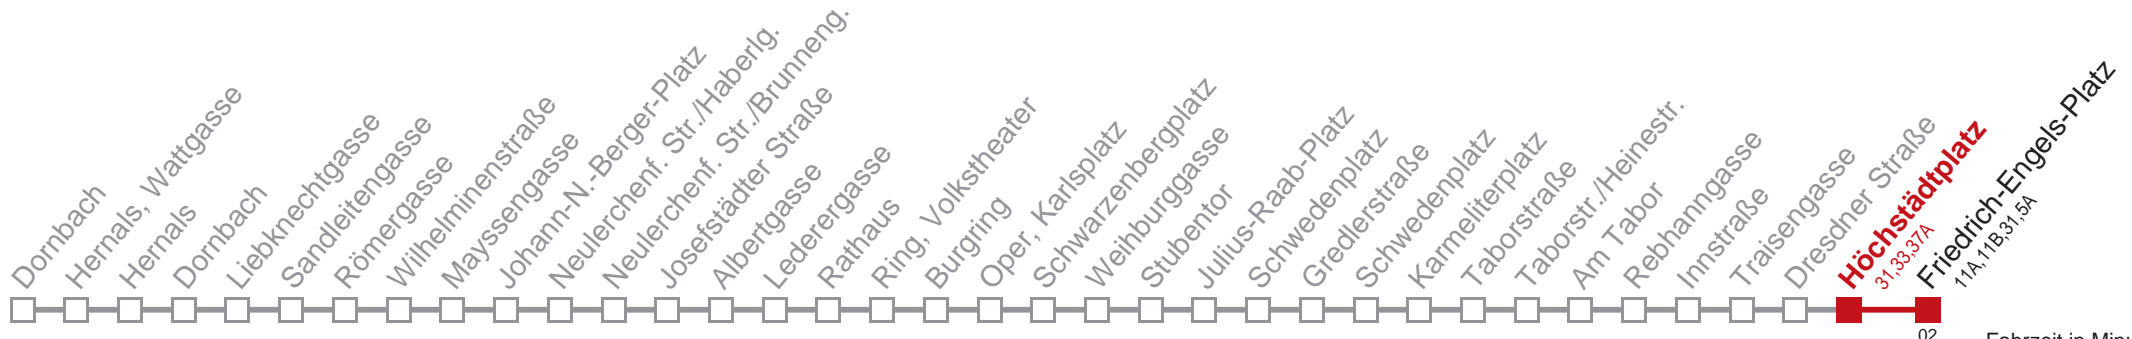 Dornbach
Hernals, Wattgasse
Hernals
Dornbach
Liebknechtgasse
Sandleitengasse
Römergasse
Wilhelminenstraße
Mayssengasse
Johann-N.-Berger-Platz
Neulerchenf. Str./Haberlg.
Neulerchenf. Str./Brunneng.
Josefstädter Straße
Albertgasse
Lederergasse
Rathaus
Ring, Volkstheater
Burgring
Oper, Karlsplatz
Schwarzenbergplatz
Weihburggasse
Stubentor
Julius-Raab-Platz
Schwedenplatz
Gredlerstraße
Schwedenplatz
Karmeliterplatz
Taborstraße
Taborstr./Heinestr.
Am Tabor
Rebhanngasse
Innstraße
Traisengasse
Dresdner Straße
Höchstädtplatz
31,33,37A
Friedrich-Engels-Platz
11A,11B,31,5A
02
Fahrzeit in